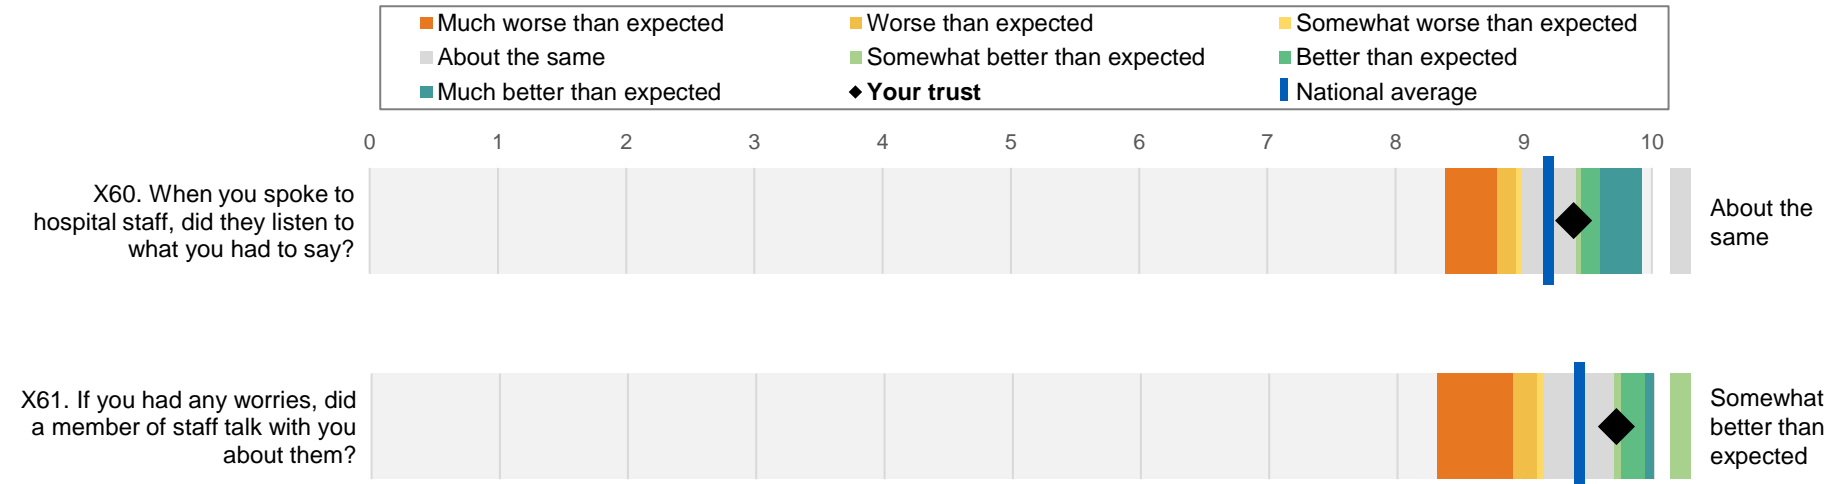 Much worse than expected
Worse than expected
Somewhat worse than expected
About the same
Somewhat better than expected
Better than expected
Much better than expected
Your trust
National average
0 1 2 3 4 5 6 7 8 9 10
X60. When you spoke to
hospital staff, did they listen to
what you had to say?
About the
same
X61. If you had any worries, did
a member of staff talk with you
about them?
Somewhat
better than
expected